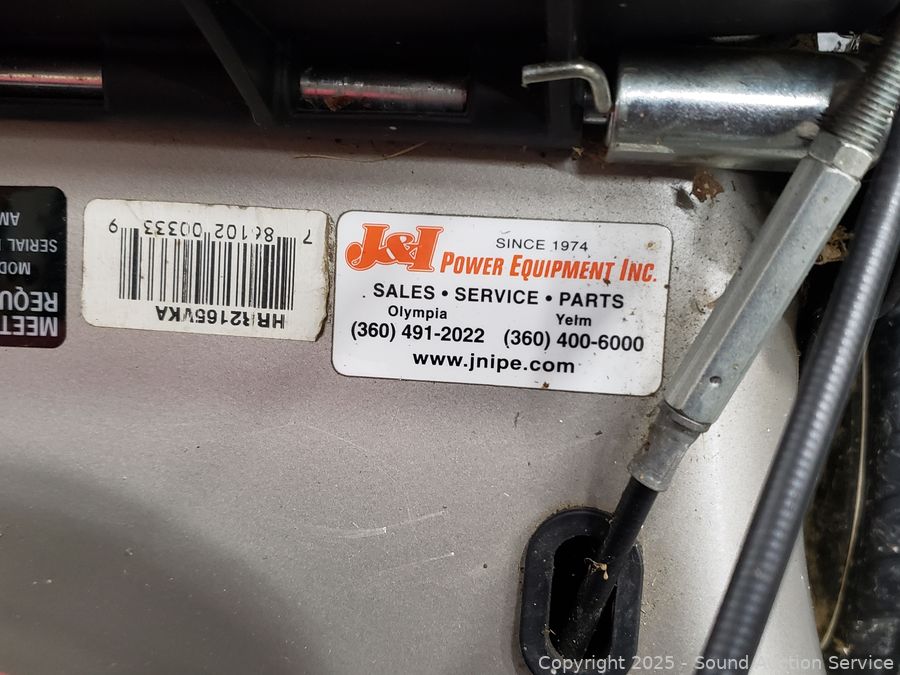 MEET
REQU
MOD
SERIAL
AM
7 86102 00333 9
HRR2165VKA
J&I
SINCE 1974
POWER EQUIPMENT INC.
SALES • SERVICE • PARTS
Olympia
Yelm
(360) 491-2022 (360) 400-6000
www.jnipe.com
Copyright 2025 - Sound Auction Service